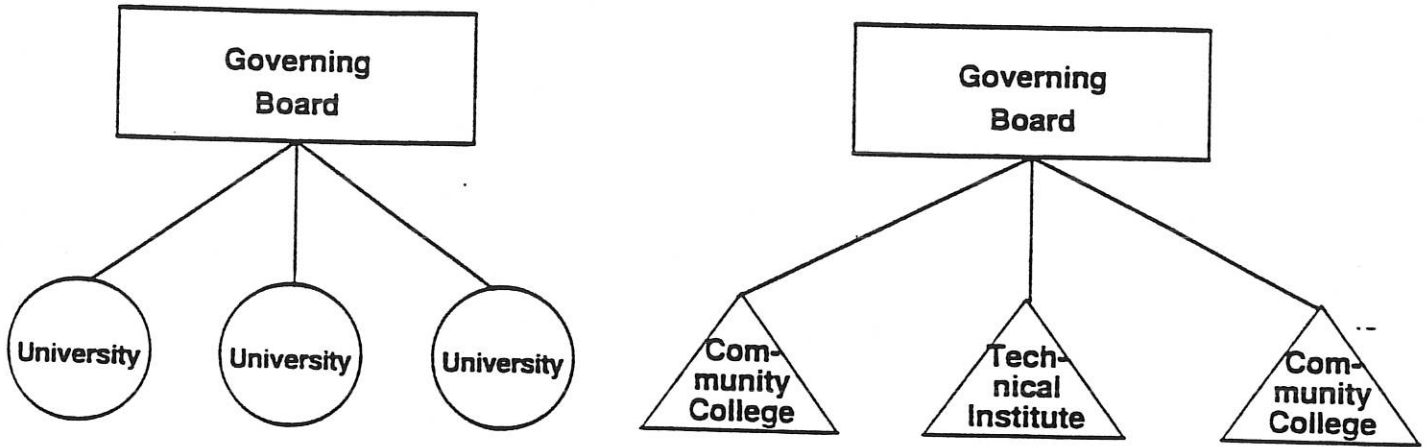 Governing
Board
Governing
Board
University
University
University
Com-
munity
College
Tech-
nical
Institute
Com-
munity
College